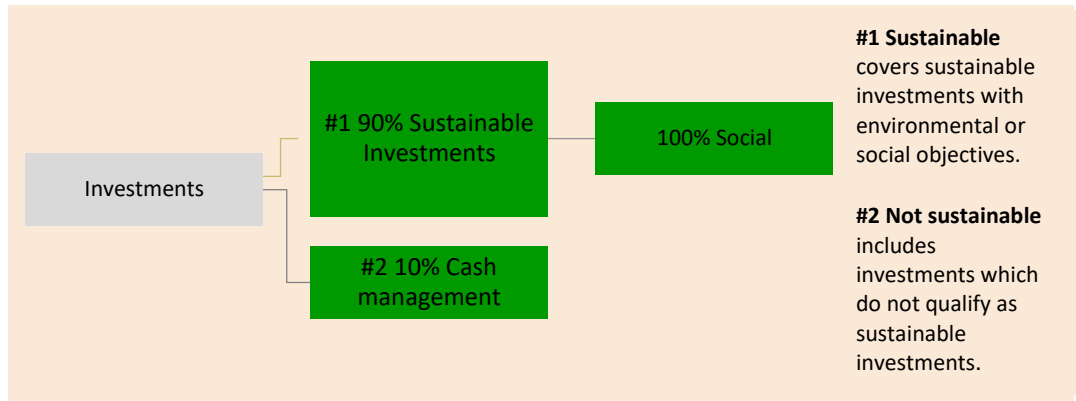 Investments
#1 90% Sustainable
Investments
100% Social
#2 10% Cash
management
#1 Sustainable
covers sustainable
investments with
environmental or
social objectives.
#2 Not sustainable
includes
investments which
do not qualify as
sustainable
investments.